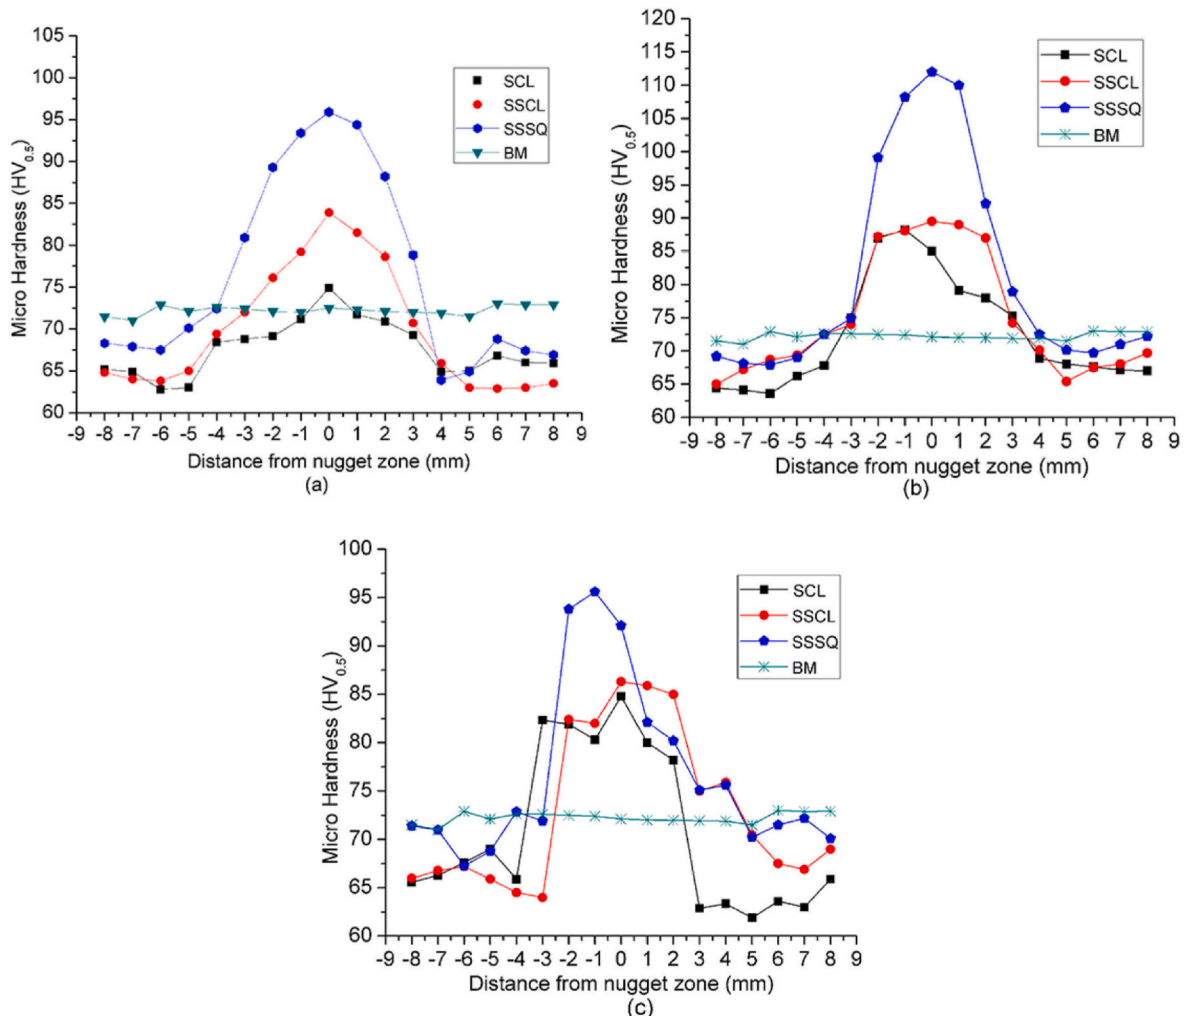 105
100
95
90
85
80
75
70
65
60
Micro Hardness (HV0.5)
SCL
SSCL
SSSQ
BM
-9 -8 -7 -6 -5 -4 -3 -2 -1 0 1 2 3 4 5 6 7 8 9
Distance from nugget zone (mm)
(a)
120
115
110
105
100
95
90
85
80
75
70
65
60
Micro Hardness (HV0.5)
SCL
SSCL
SSSQ
BM
-9 -8 -7 -6 -5 -4 -3 -2 -1 0 1 2 3 4 5 6 7 8 9
Distance from nugget zone (mm)
(b)
100
95
90
85
80
75
70
65
60
Micro Hardness (HV0.5)
SCL
SSCL
SSSQ
BM
-9 -8 -7 -6 -5 -4 -3 -2 -1 0 1 2 3 4 5 6 7 8 9
Distance from nugget zone (mm)
(c)